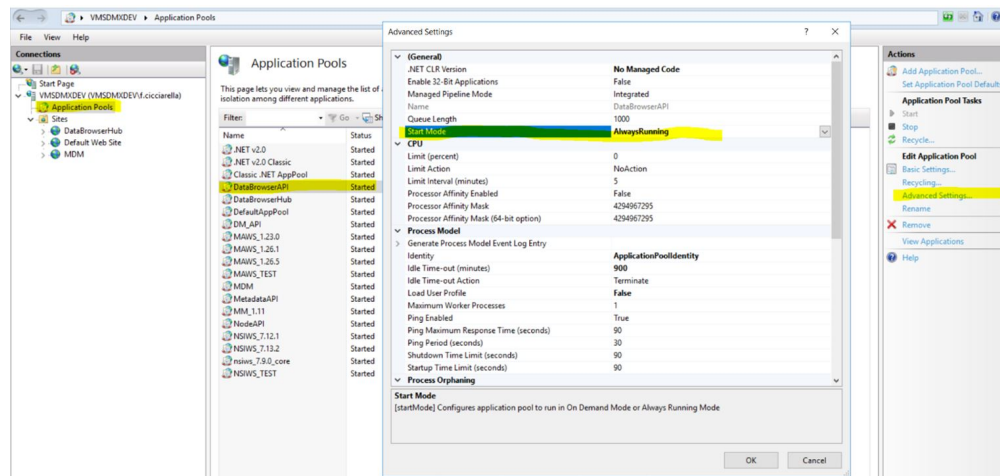 VMSDMXDEV › Application Pools
File View Help
Connections
Start Page
VMSDMXDEV (VMSDMXDEV\f.cicciarella)
Application Pools
Sites
DataBrowserHub
Default Web Site
MDM
Application Pools
This page lets you view and manage the list of
isolation among different applications.
Filter: Go Sh
Name Status
.NET v2.0 Started
.NET v2.0 Classic Started
Classic .NET AppPool Started
DataBrowserAPI Started
DataBrowserHub Started
DefaultAppPool Started
DM_API Started
MAWS_1.23.0 Started
MAWS_1.26.1 Started
MAWS_1.26.5 Started
MAWS_TEST Started
MDM Started
MetadataAPI Started
MM_1.11 Started
NodeAPI Started
NSIWS_7.12.1 Started
NSIWS_7.13.2 Started
nsiws_7.9.0_core Started
NSIWS_TEST Started
Advanced Settings ? ×
(General)
.NET CLR Version No Managed Code
Enable 32-Bit Applications False
Managed Pipeline Mode Integrated
Name DataBrowserAPI
Queue Length 1000
Start Mode AlwaysRunning
CPU
Limit (percent) 0
Limit Action NoAction
Limit Interval (minutes) 5
Processor Affinity Enabled False
Processor Affinity Mask 4294967295
Processor Affinity Mask (64-bit option) 4294967295
Process Model
Generate Process Model Event Log Entry
Identity ApplicationPoolIdentity
Idle Time-out (minutes) 900
Idle Time-out Action Terminate
Load User Profile False
Maximum Worker Processes 1
Ping Enabled True
Ping Maximum Response Time (seconds) 90
Ping Period (seconds) 30
Shutdown Time Limit (seconds) 90
Startup Time Limit (seconds) 90
Process Orphaning
Start Mode
[startMode] Configures application pool to run in On Demand Mode or Always Running Mode
OK Cancel
Actions
Add Application Pool...
Set Application Pool Defaults
Application Pool Tasks
Start
Stop
Recycle...
Edit Application Pool
Basic Settings...
Recycling...
Advanced Settings...
Rename
Remove
View Applications
Help